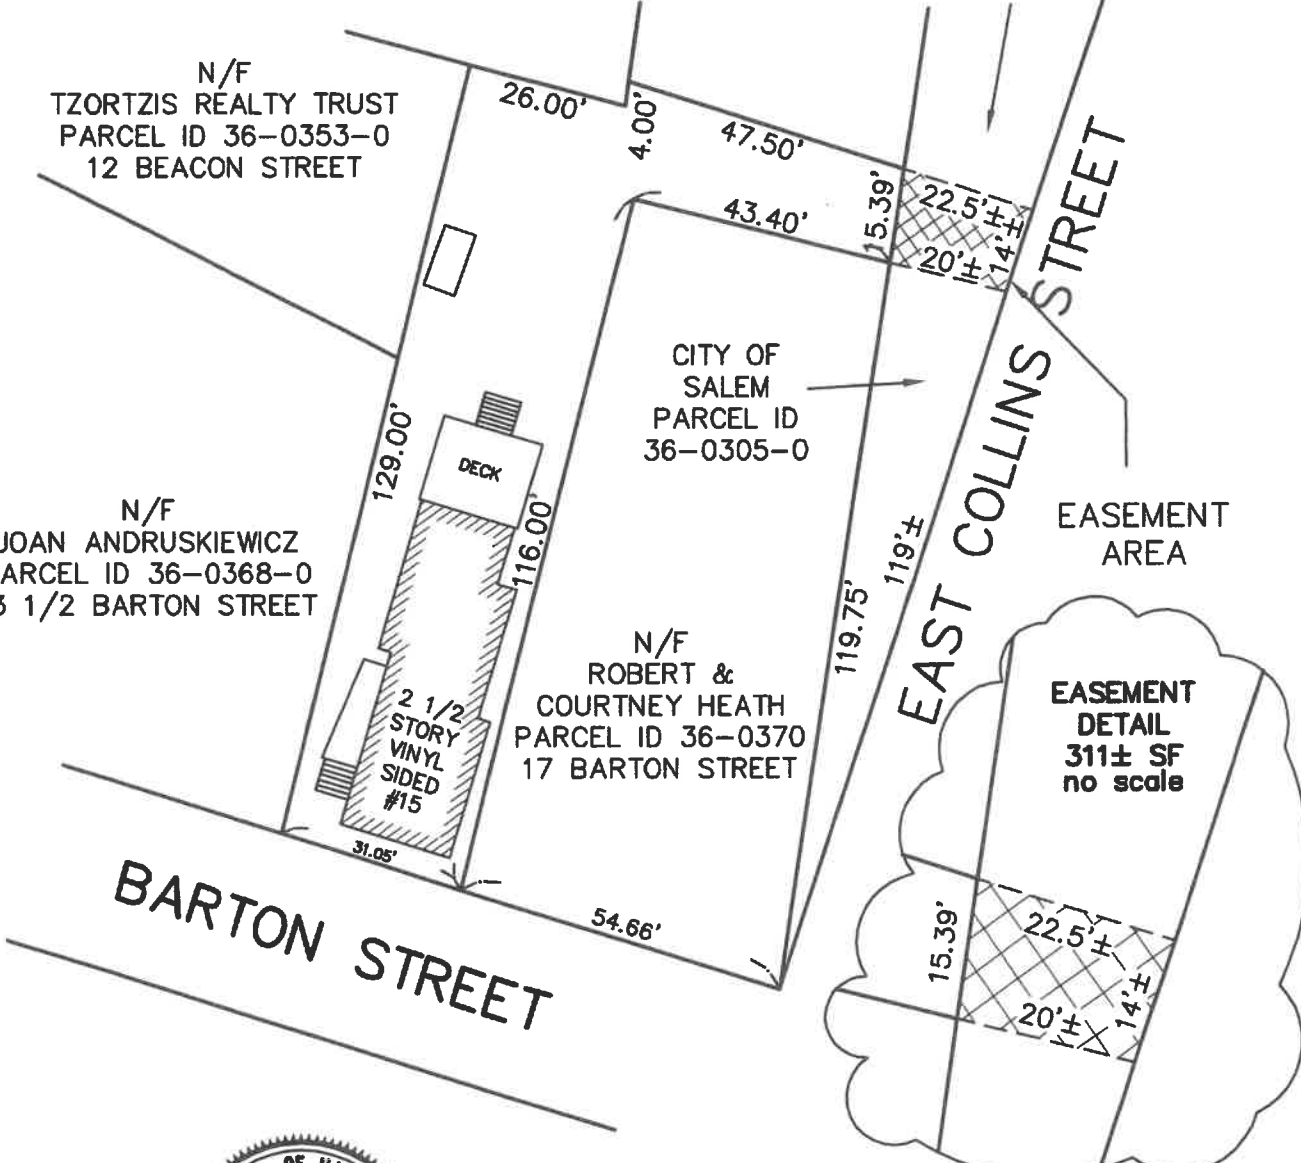 N/F
TZORTZIS REALTY TRUST
PARCEL ID 36-0353-0
12 BEACON STREET
26.00'
4.00'
47.50'
43.40'
15.39'
22.5'±
20'±
14'±
EAST COLLINS STREET
CITY OF
SALEM
PARCEL ID
36-0305-0
129.00'
DECK
116.00'
N/F
JOAN ANDRUSKIEWICZ
PARCEL ID 36-0368-0
3 1/2 BARTON STREET
119'±
119.75'
EASEMENT
AREA
N/F
ROBERT &
COURTNEY HEATH
PARCEL ID 36-0370
17 BARTON STREET
2 1/2
STORY
VINYL
SIDED
#15
31.05'
54.66'
BARTON STREET
EASEMENT
DETAIL
311± SF
no scale
15.39'
22.5'±
20'±
14'±